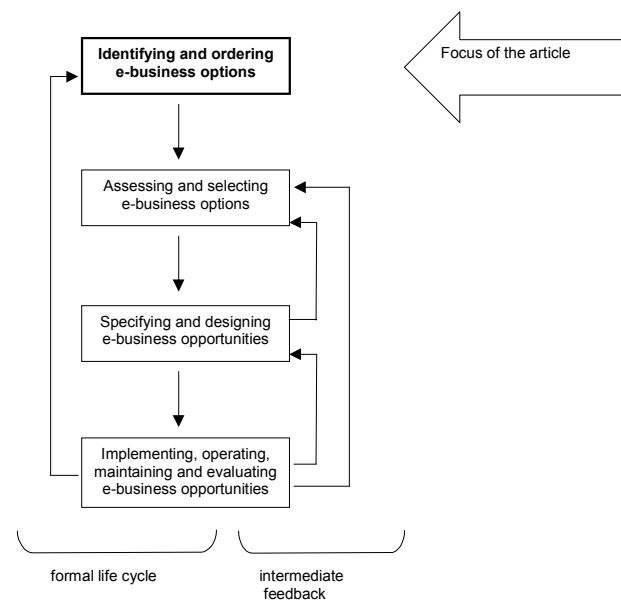 Identifying and ordering
e-business options
Focus of the article
Assessing and selecting
e-business options
Specifying and designing
e-business opportunities
Implementing, operating,
maintaining and evaluating
e-business opportunities
formal life cycle
intermediate
feedback